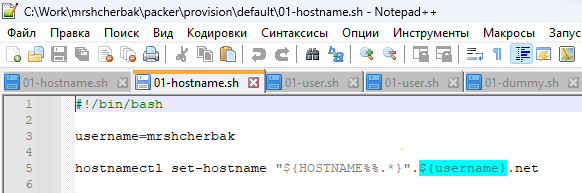 C:\Work\mrshcherbak\packer\provision\default\01-hostname.sh - Notepad++
Файл Правка Поиск Вид Кодировки Синтаксисы Опции Инструменты Макросы Запус
01-hostname.sh 01-hostname.sh 01-user.sh 01-user.sh 01-dummy.sh
1 #!/bin/bash
2
3 username=mrshcherbak
4
5 hostnamectl set-hostname "${HOSTNAME%%.*}".${username}.net